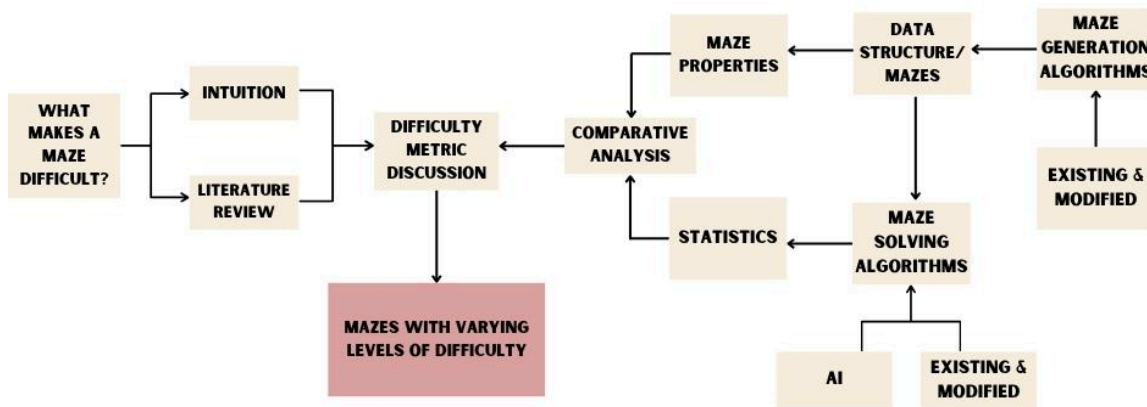 WHAT
MAKES A
MAZE
DIFFICULT?
INTUITION
LITERATURE
REVIEW
DIFFICULTY
METRIC
DISCUSSION
MAZES WITH VARYING
LEVELS OF DIFFICULTY
COMPARATIVE
ANALYSIS
MAZE
PROPERTIES
STATISTICS
DATA
STRUCTURE/
MAZES
MAZE
SOLVING
ALGORITHMS
AI
EXISTING &
MODIFIED
MAZE
GENERATION
ALGORITHMS
EXISTING &
MODIFIED